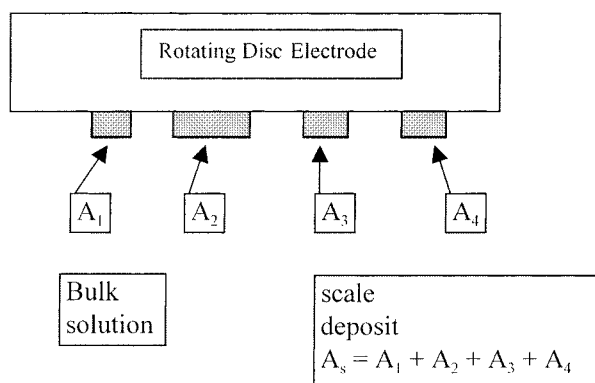 Rotating Disc Electrode
A₁
A₂
A₃
A₄
Bulk
solution
scale
deposit
Aₛ = A₁ + A₂ + A₃ + A₄